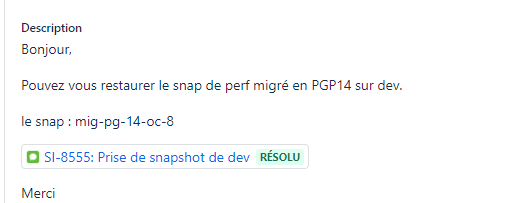 Description
Bonjour,
Pouvez vous restaurer le snap de perf migré en PGP14 sur dev.
le snap : mig-pg-14-oc-8
SI-8555: Prise de snapshot de dev RÉSOLU
Merci